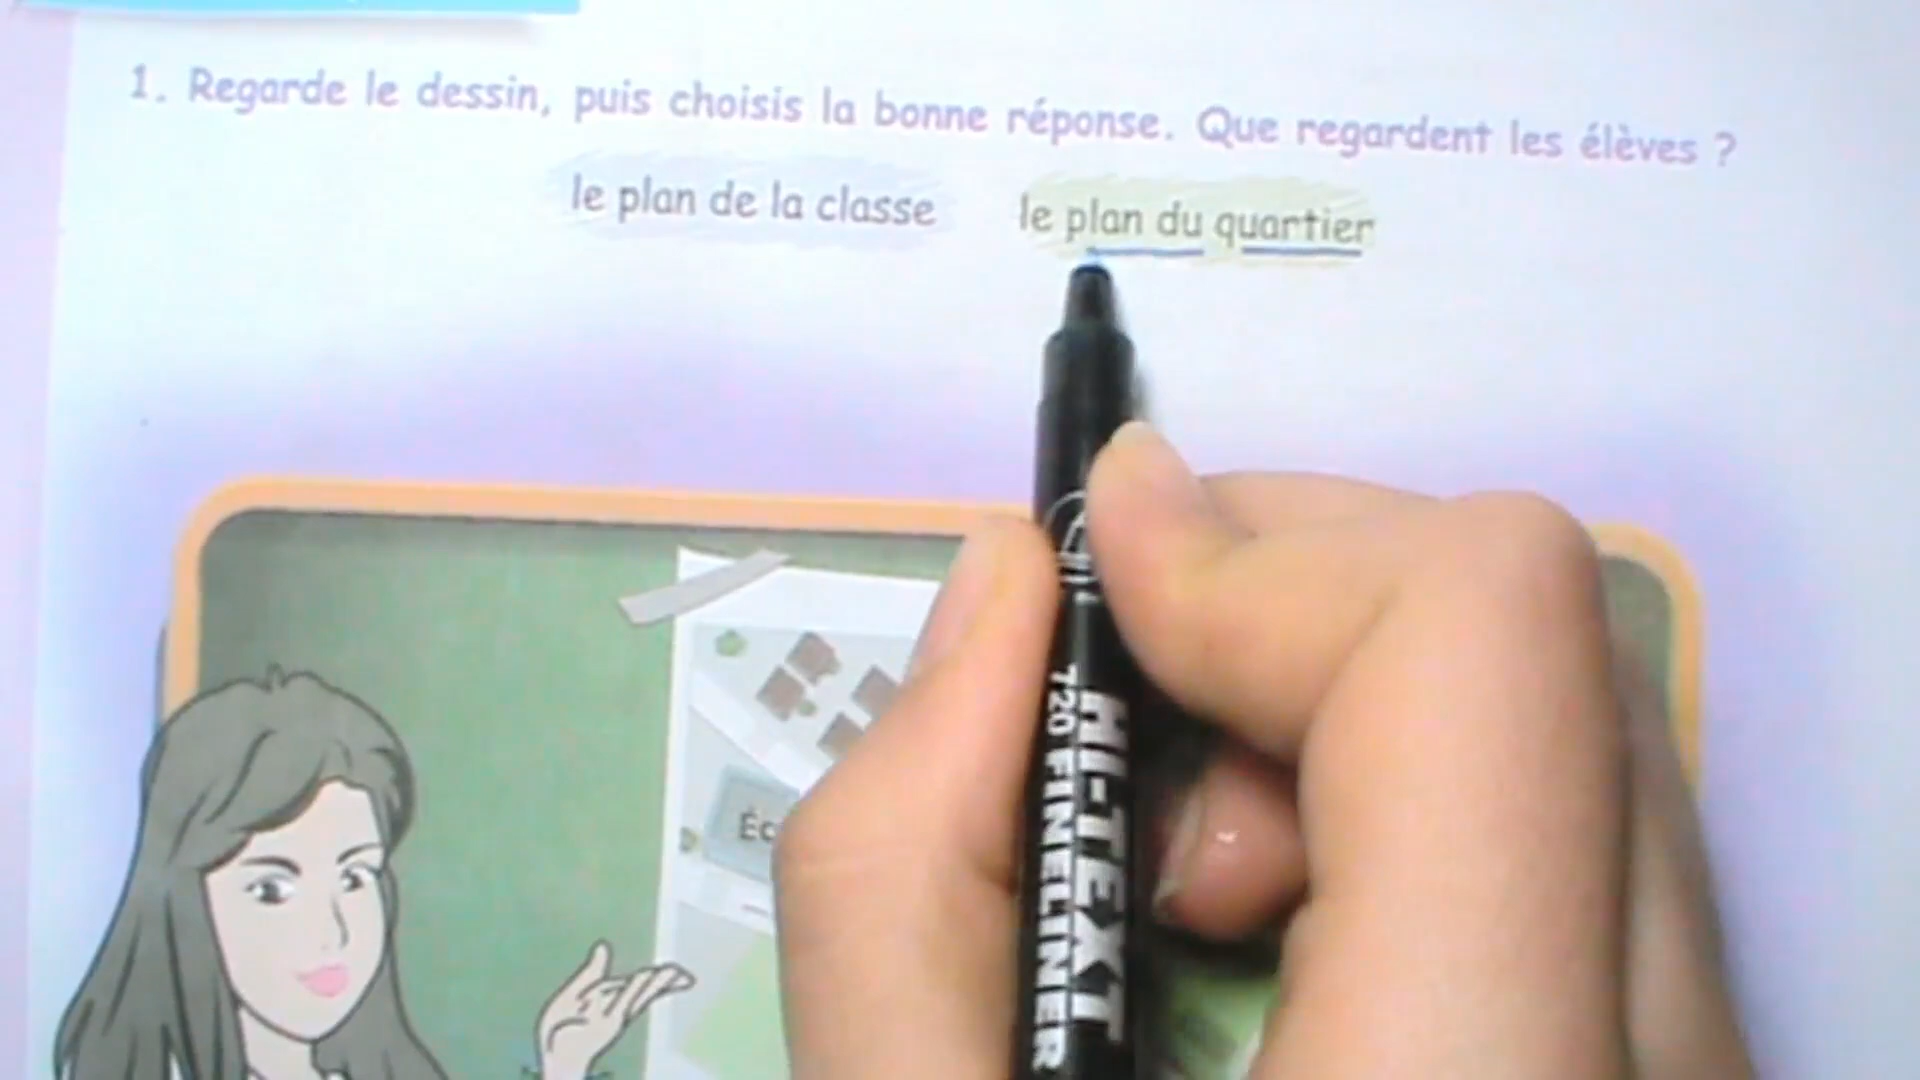 1. Regarde le dessin, puis choisis la bonne réponse. Que regardent les élèves ?
le plan de la classe le plan du quartier
HI-TEXT
720 FINELINER